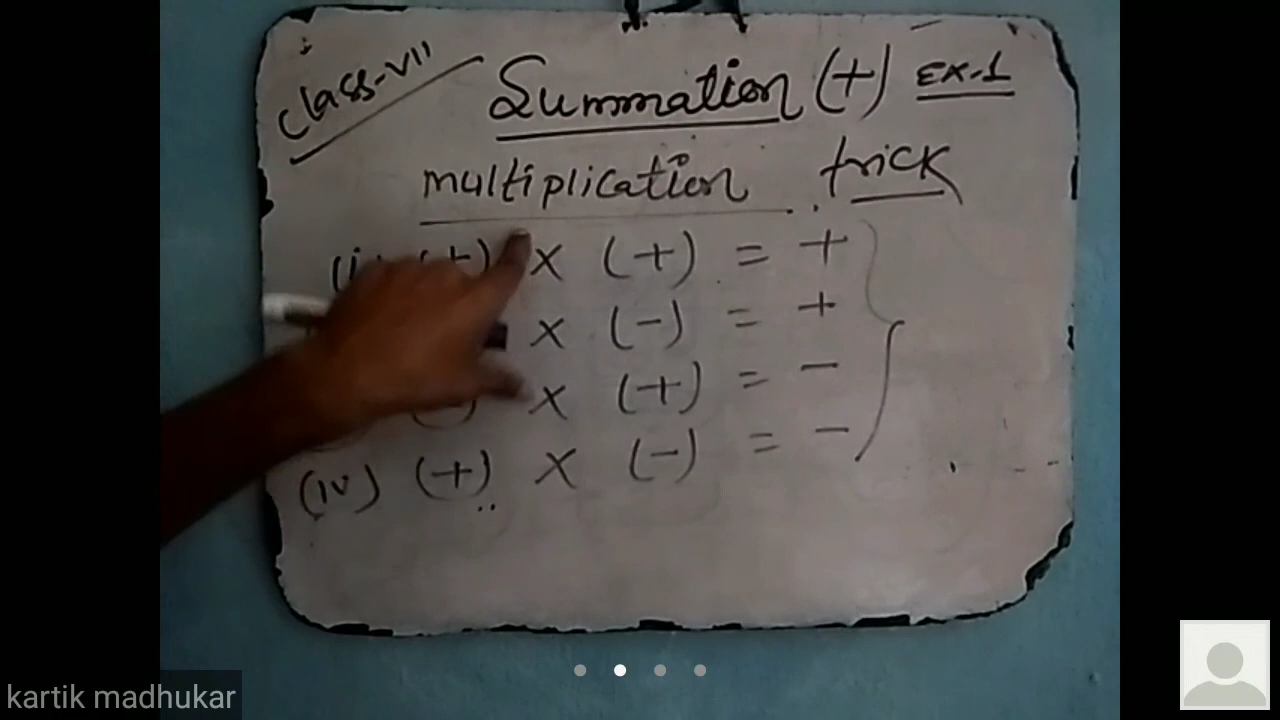 class-VII
Summation (+) Ex-1
multiplication trick
(i) (+) × (+) = +
× (-) = +
× (+) = -
(iv) (+) × (-) = -
kartik madhukar